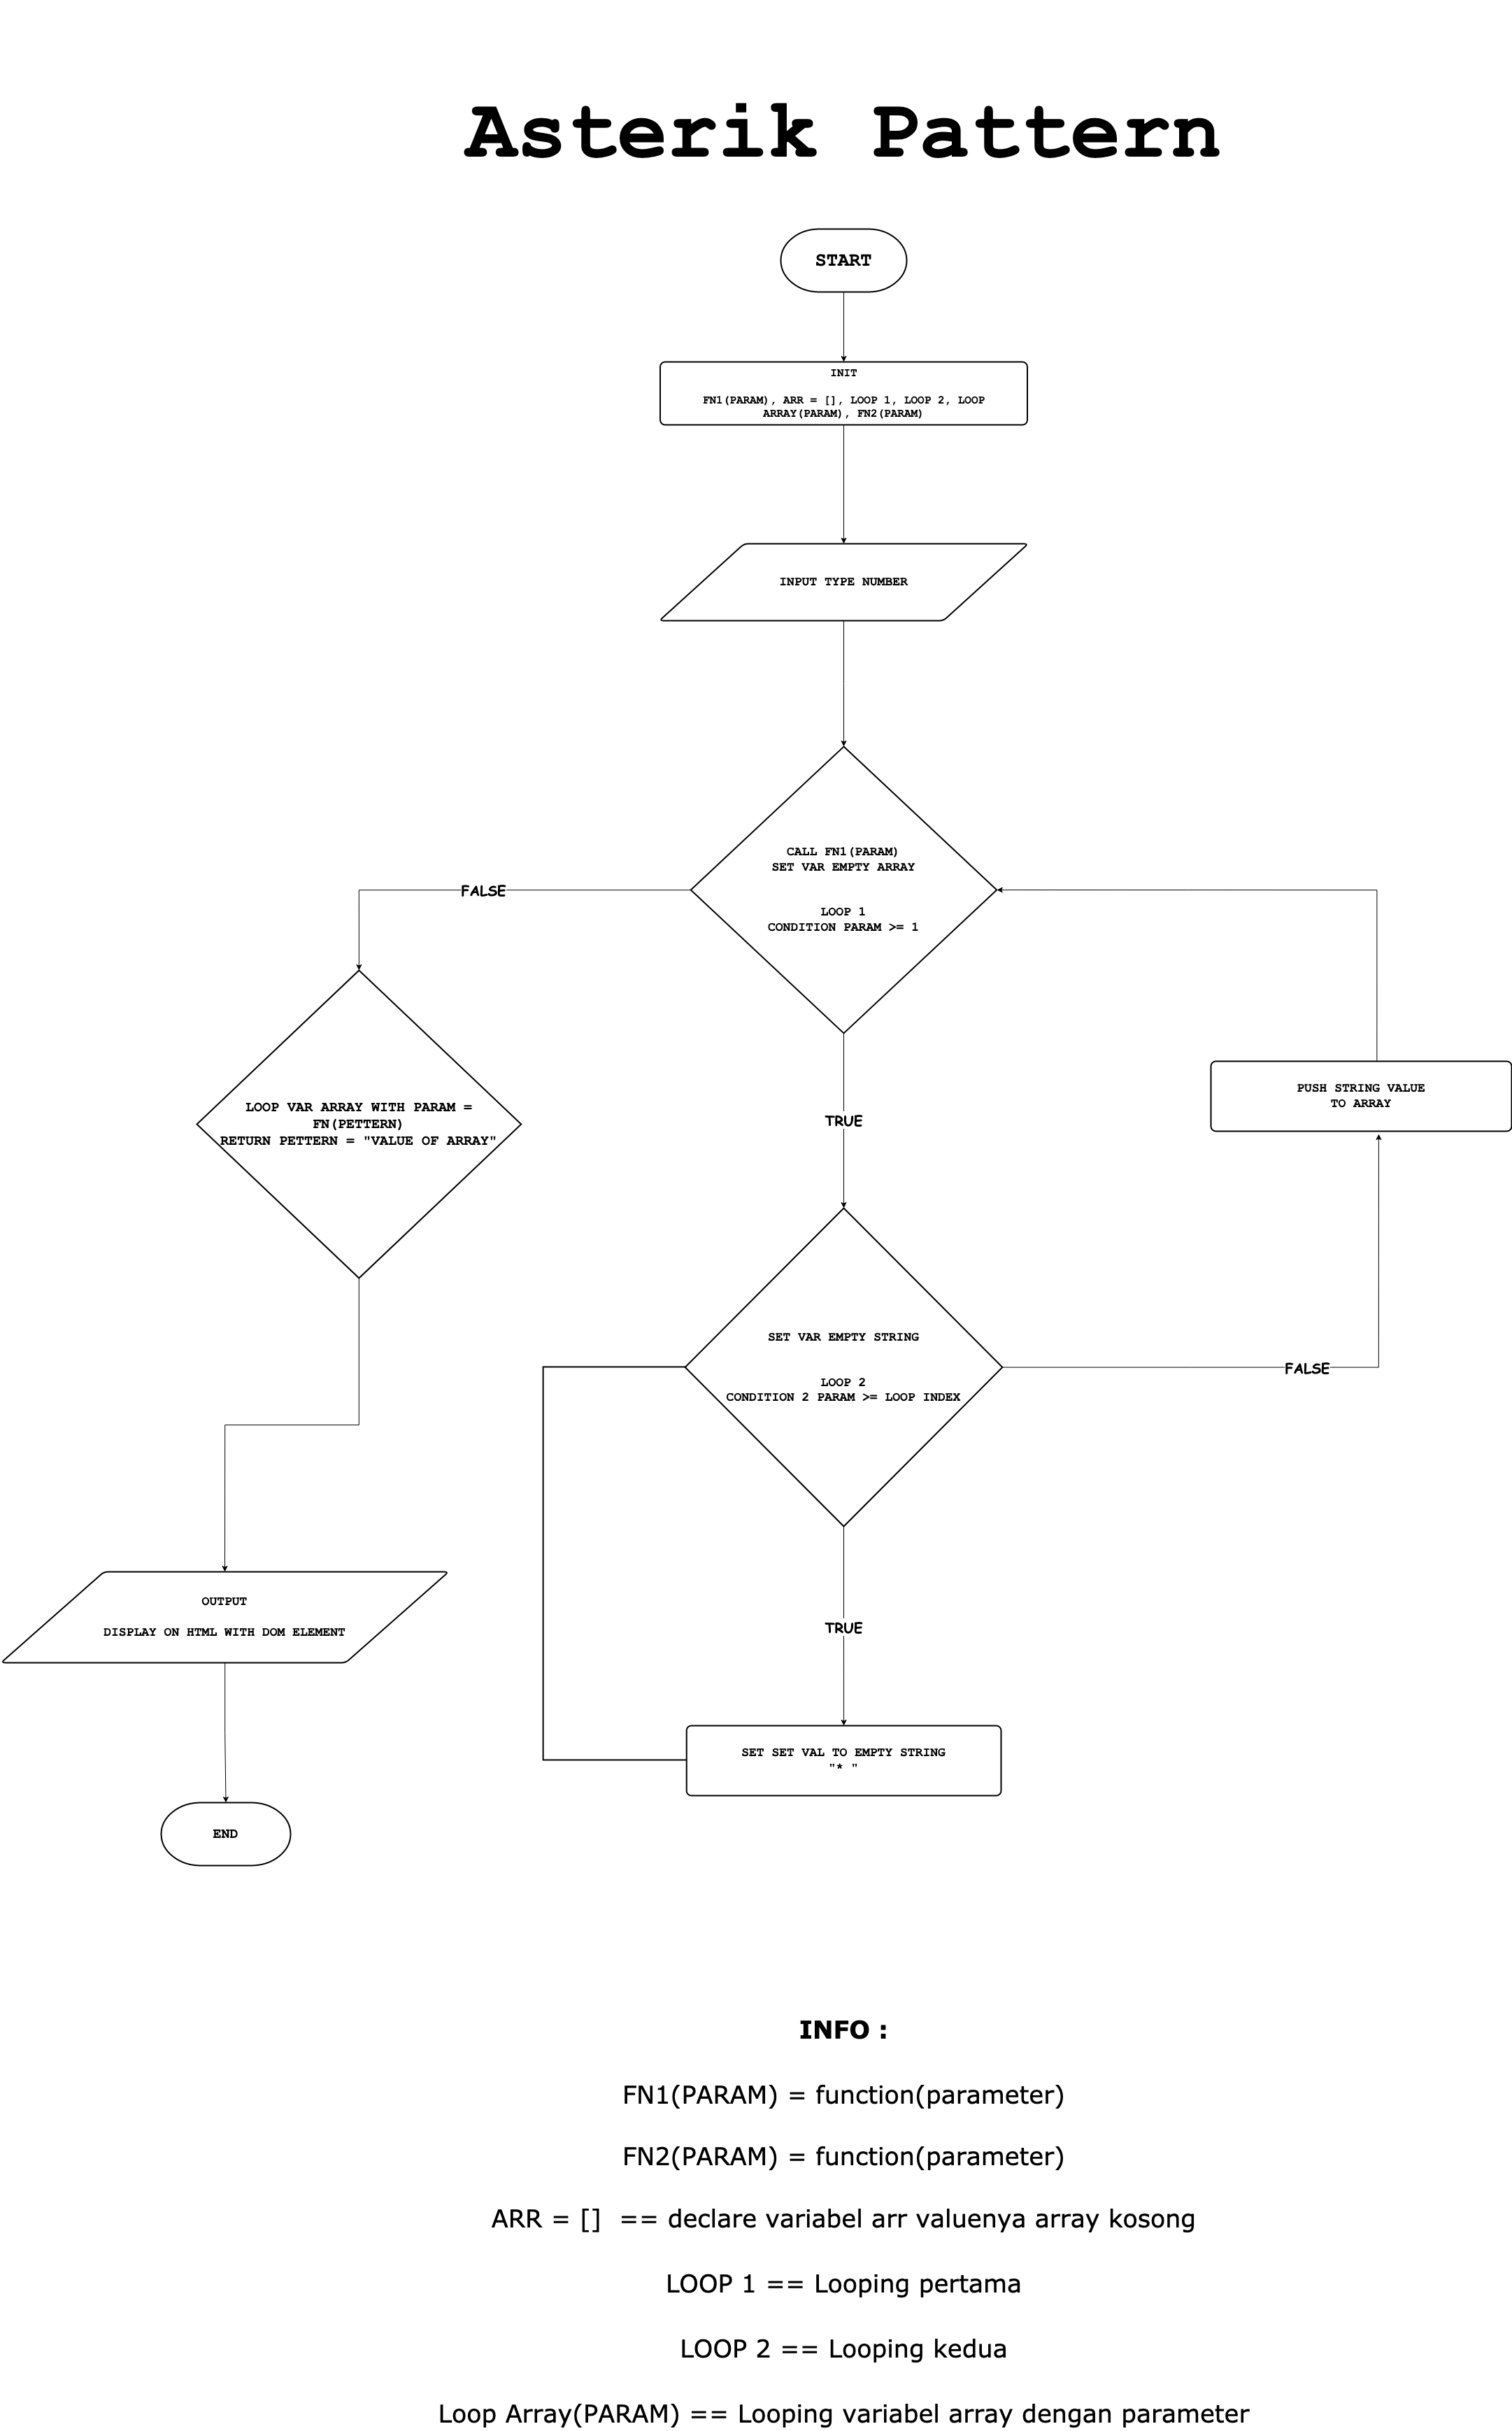 Asterik Pattern
START
INIT
FN1(PARAM), ARR = [], LOOP 1, LOOP 2, LOOP
ARRAY(PARAM), FN2(PARAM)
INPUT TYPE NUMBER
CALL FN1(PARAM)
SET VAR EMPTY ARRAY
LOOP 1
CONDITION PARAM >= 1
FALSE
LOOP VAR ARRAY WITH PARAM =
FN(PETTERN)
RETURN PETTERN = "VALUE OF ARRAY"
TRUE
PUSH STRING VALUE
TO ARRAY
SET VAR EMPTY STRING
LOOP 2
CONDITION 2 PARAM >= LOOP INDEX
FALSE
TRUE
OUTPUT
DISPLAY ON HTML WITH DOM ELEMENT
SET SET VAL TO EMPTY STRING
"* "
END
INFO :
FN1(PARAM) = function(parameter)
FN2(PARAM) = function(parameter)
ARR = []  == declare variabel arr valuenya array kosong
LOOP 1 == Looping pertama
LOOP 2 == Looping kedua
Loop Array(PARAM) == Looping variabel array dengan parameter